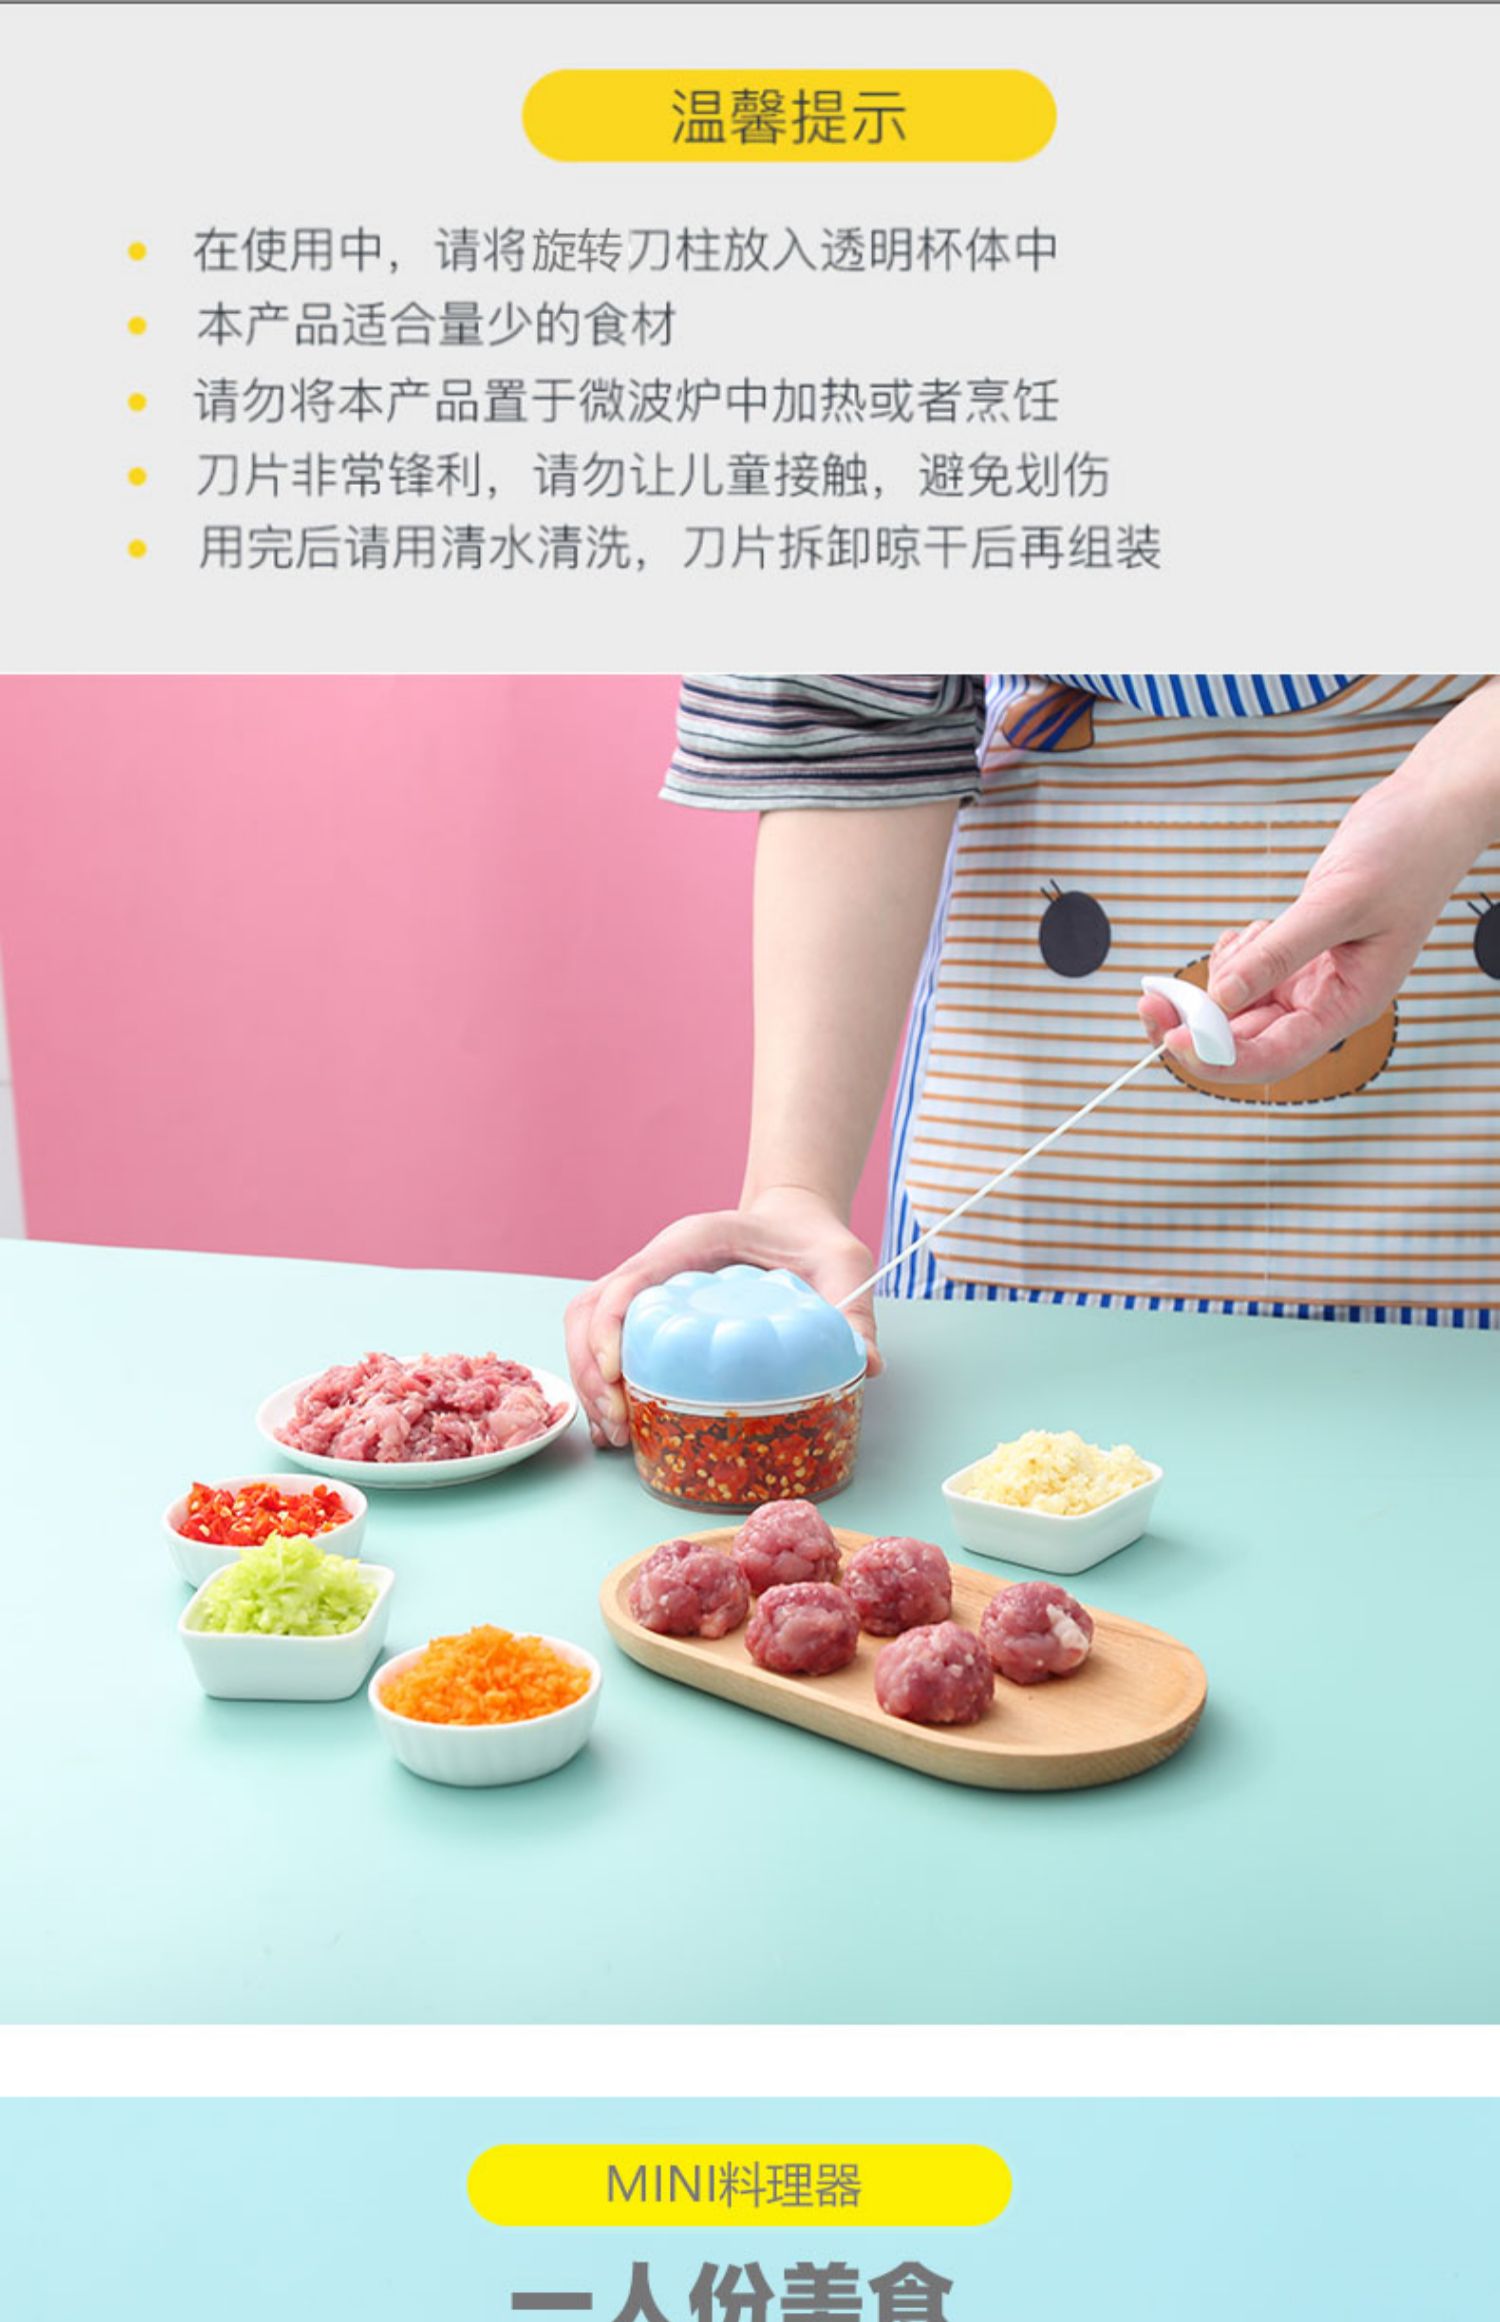 温馨提示
在使用中，请将旋转刀柱放入透明杯体中
本产品适合量少的食材
请勿将本产品置于微波炉中加热或者烹饪
刀片非常锋利，请勿让儿童接触，避免划伤
用完后请用清水清洗，刀片拆卸晾干后再组装
MINI料理器
一人份美食